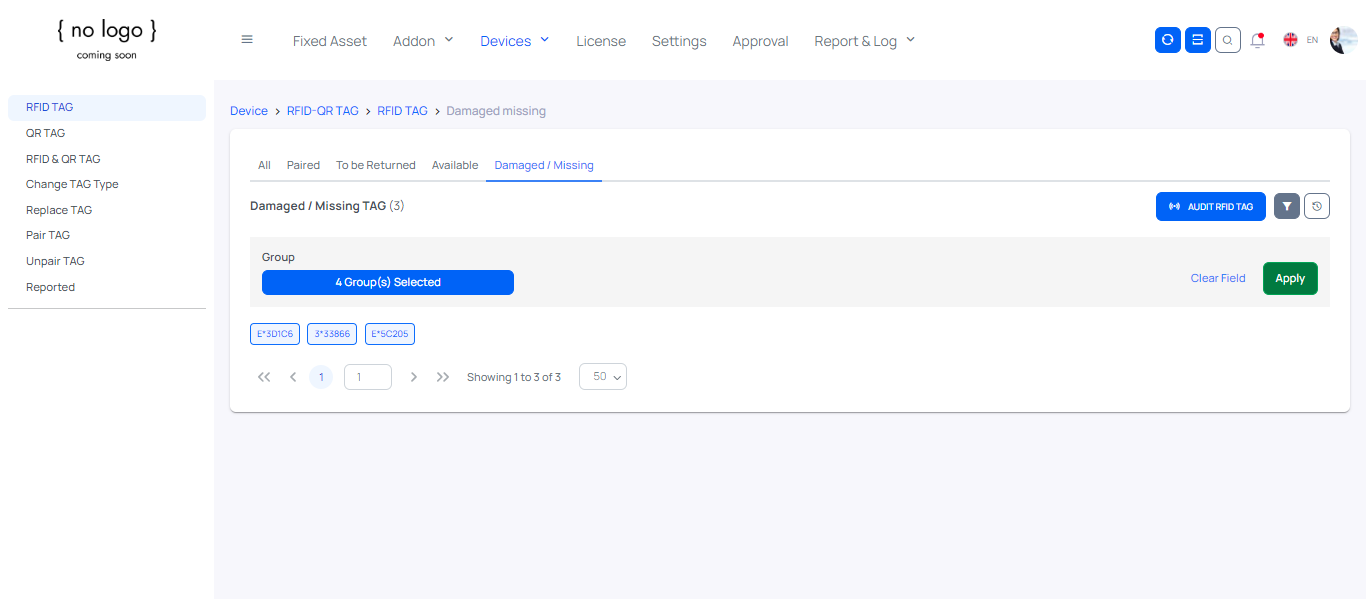 { no logo }
coming soon
Fixed Asset Addon Devices License Settings Approval Report & Log EN
RFID TAG
QR TAG
RFID & QR TAG
Change TAG Type
Replace TAG
Pair TAG
Unpair TAG
Reported
Device > RFID-QR TAG > RFID TAG > Damaged missing
All Paired To be Returned Available Damaged / Missing
Damaged / Missing TAG (3) AUDIT RFID TAG
Group
4 Group(s) Selected Clear Field Apply
E*3D1C6 3*33866 E*5C205
1 1 Showing 1 to 3 of 3 50